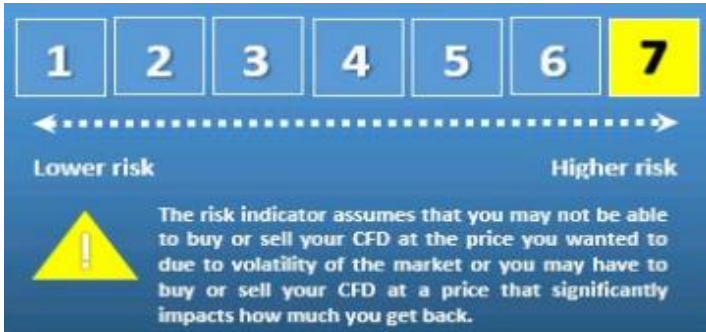 1 2 3 4 5 6 7
Lower risk Higher risk
!
The risk indicator assumes that you may not be able
to buy or sell your CFD at the price you wanted to
due to volatility of the market or you may have to
buy or sell your CFD at a price that significantly
impacts how much you get back.